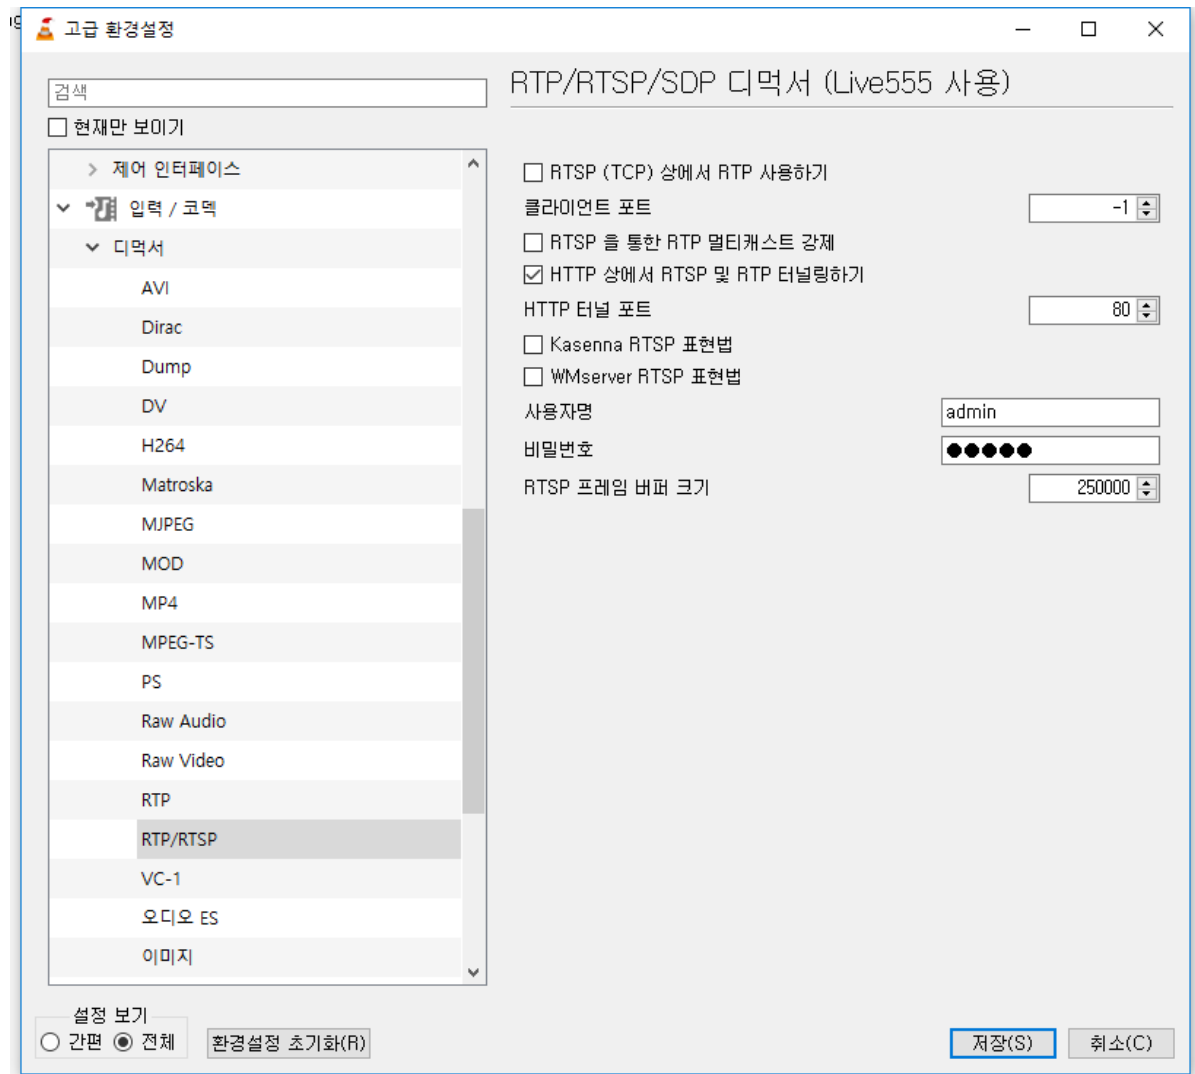 고급 환경설정
검색
현재만 보이기
제어 인터페이스
입력 / 코덱
디먹서
AVI
Dirac
Dump
DV
H264
Matroska
MJPEG
MOD
MP4
MPEG-TS
PS
Raw Audio
Raw Video
RTP
RTP/RTSP
VC-1
오디오 ES
이미지
RTP/RTSP/SDP 디먹서 (Live555 사용)
RTSP (TCP) 상에서 RTP 사용하기
클라이언트 포트 -1
RTSP 을 통한 RTP 멀티캐스트 강제
HTTP 상에서 RTSP 및 RTP 터널링하기
HTTP 터널 포트 80
Kasenna RTSP 표현법
WMserver RTSP 표현법
사용자명 admin
비밀번호 ●●●●●
RTSP 프레임 버퍼 크기 250000
설정 보기
간편 전체 환경설정 초기화(R) 저장(S) 취소(C)